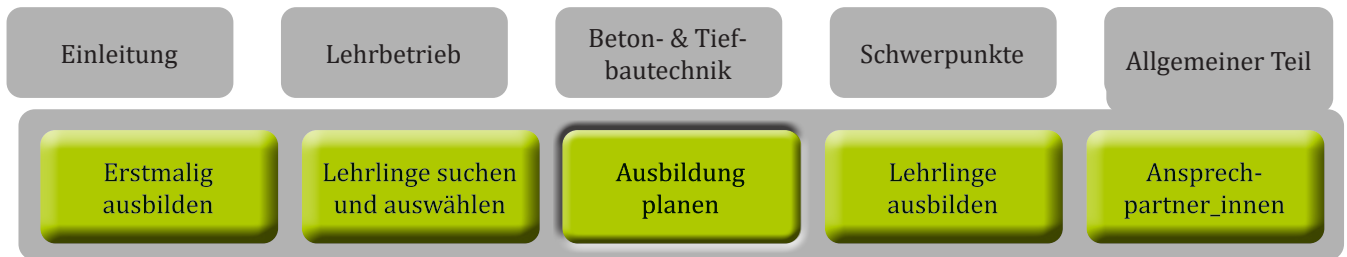 Einleitung
Lehrbetrieb
Beton- & Tief-
bautechnik
Schwerpunkte
Allgemeiner Teil
Erstmalig
ausbilden
Lehrlinge suchen
und auswählen
Ausbildung
planen
Lehrlinge
ausbilden
Ansprech-
partner_innen